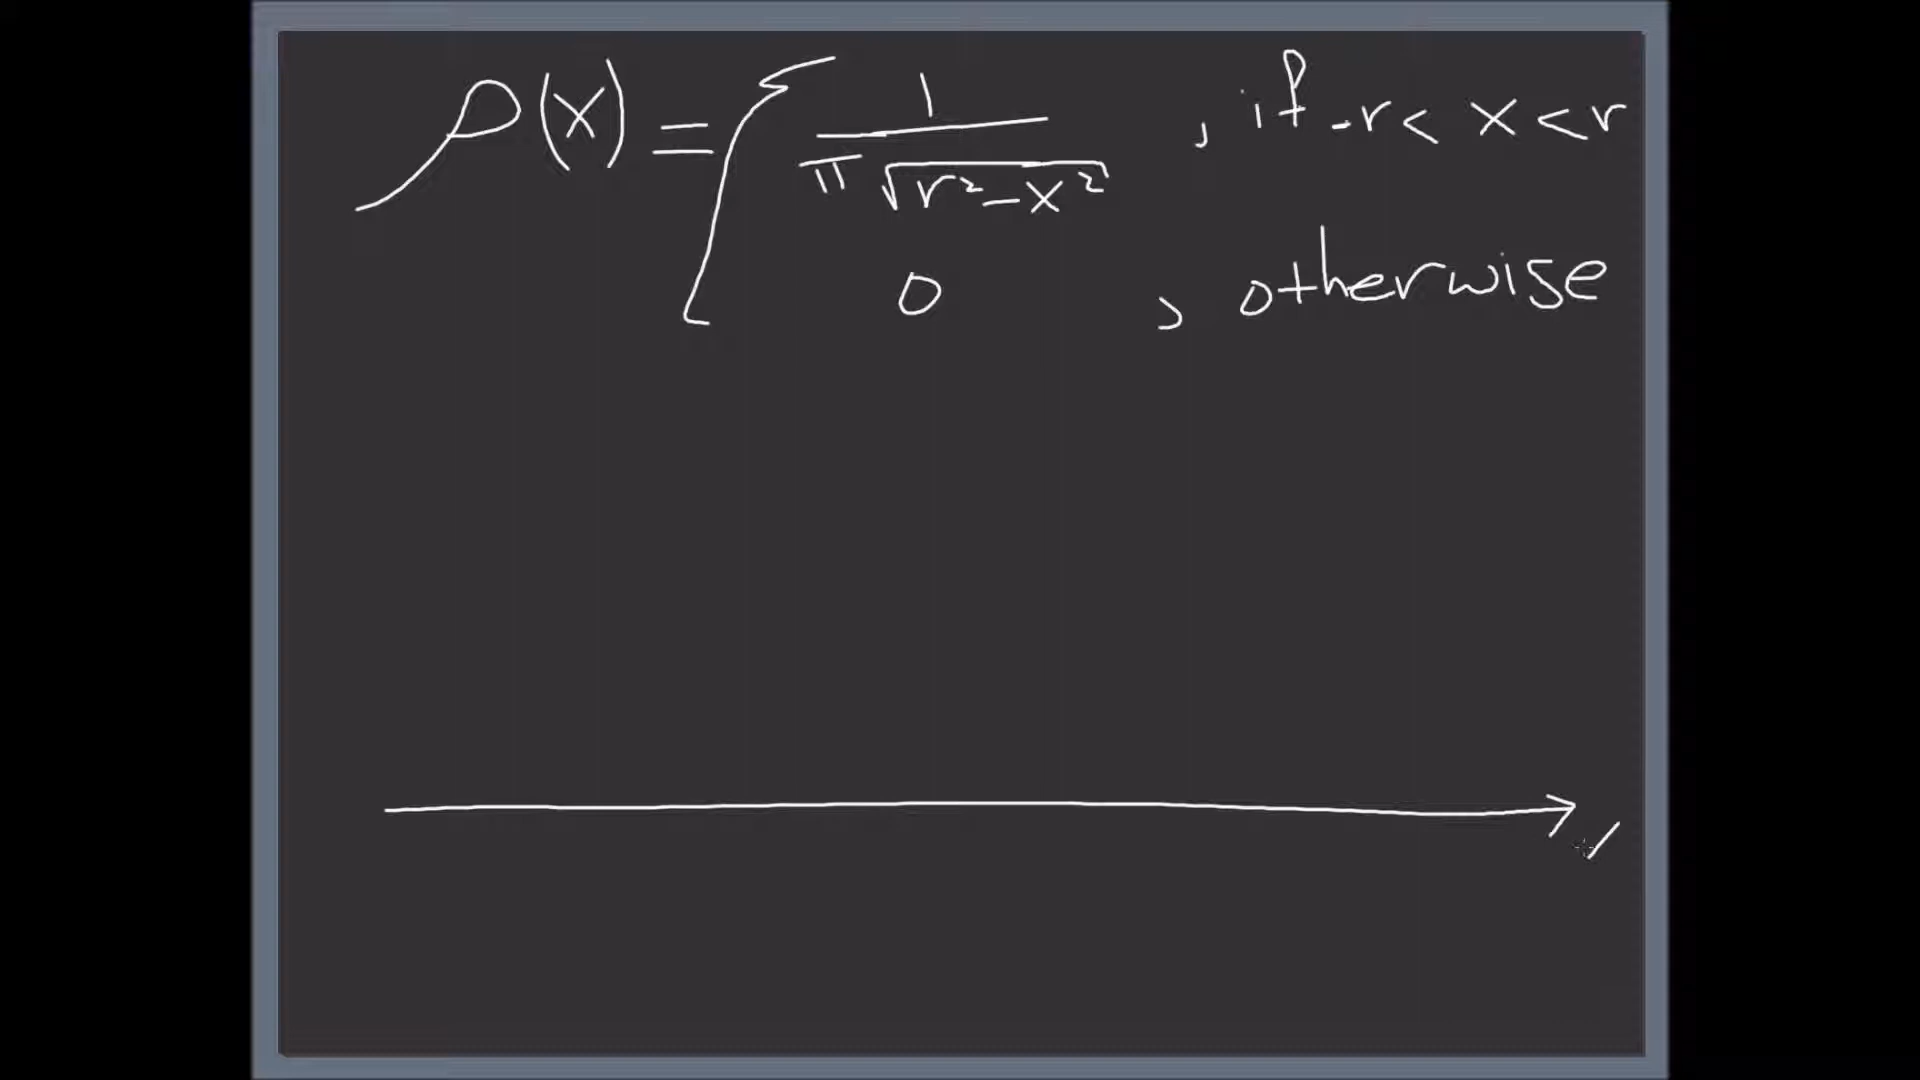 ρ(x) = { 1 / (π √(r² - x²)) , if -r < x < r
0 , otherwise